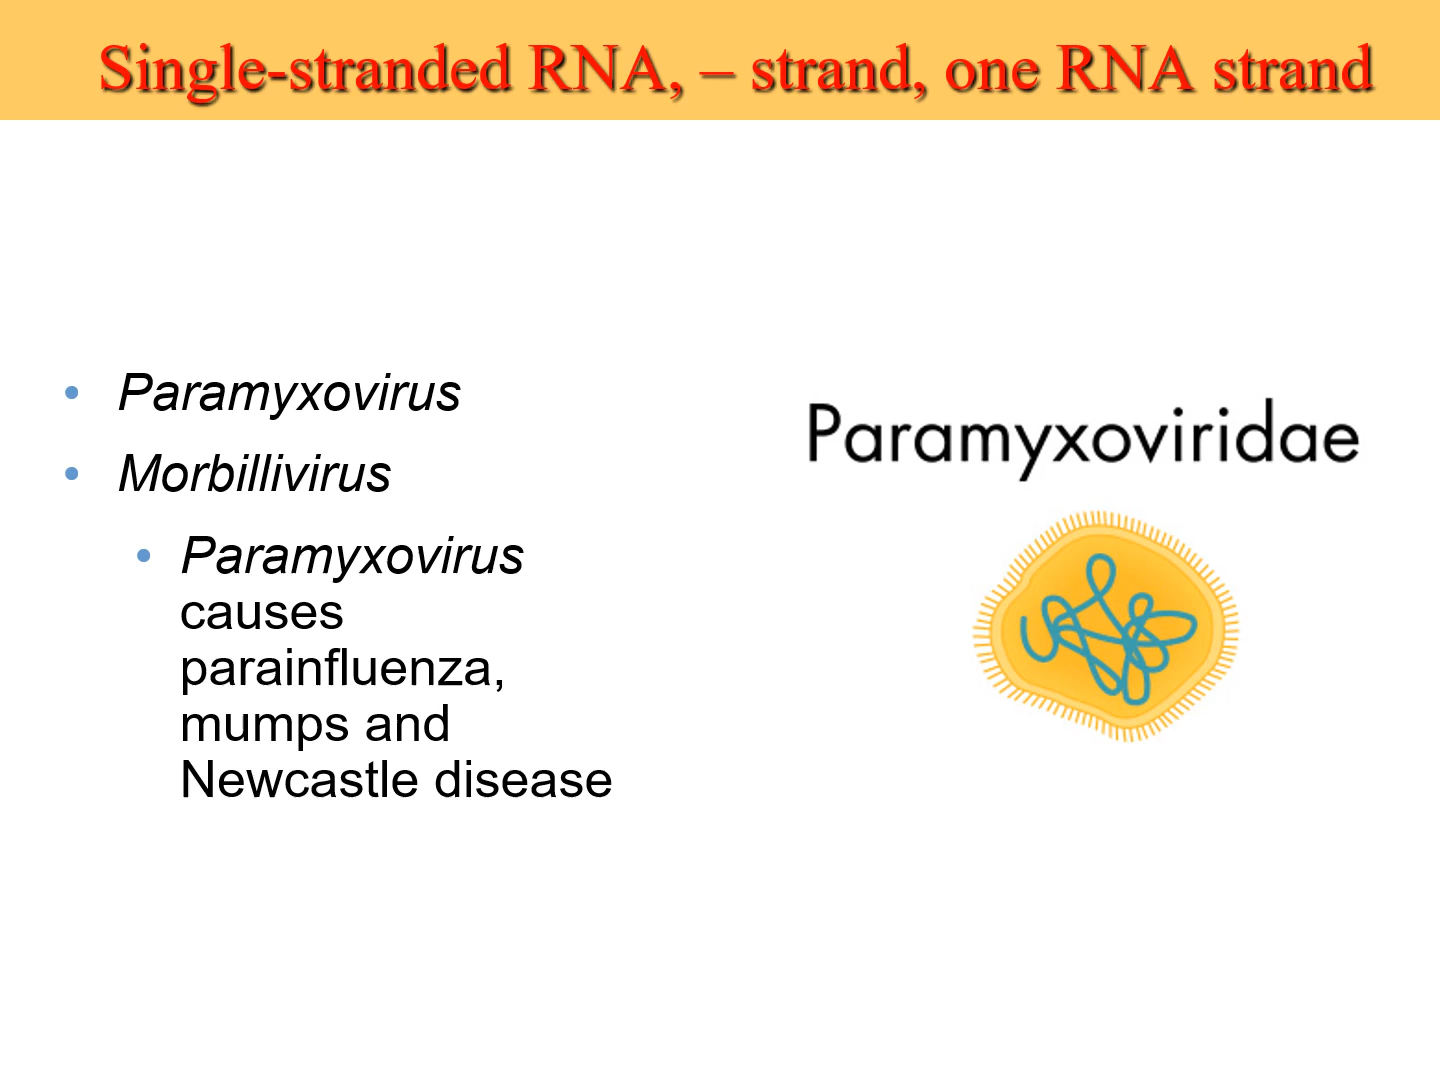 Single-stranded RNA, – strand, one RNA strand
• Paramyxovirus
• Morbillivirus
• Paramyxovirus
causes
parainfluenza,
mumps and
Newcastle disease
Paramyxoviridae